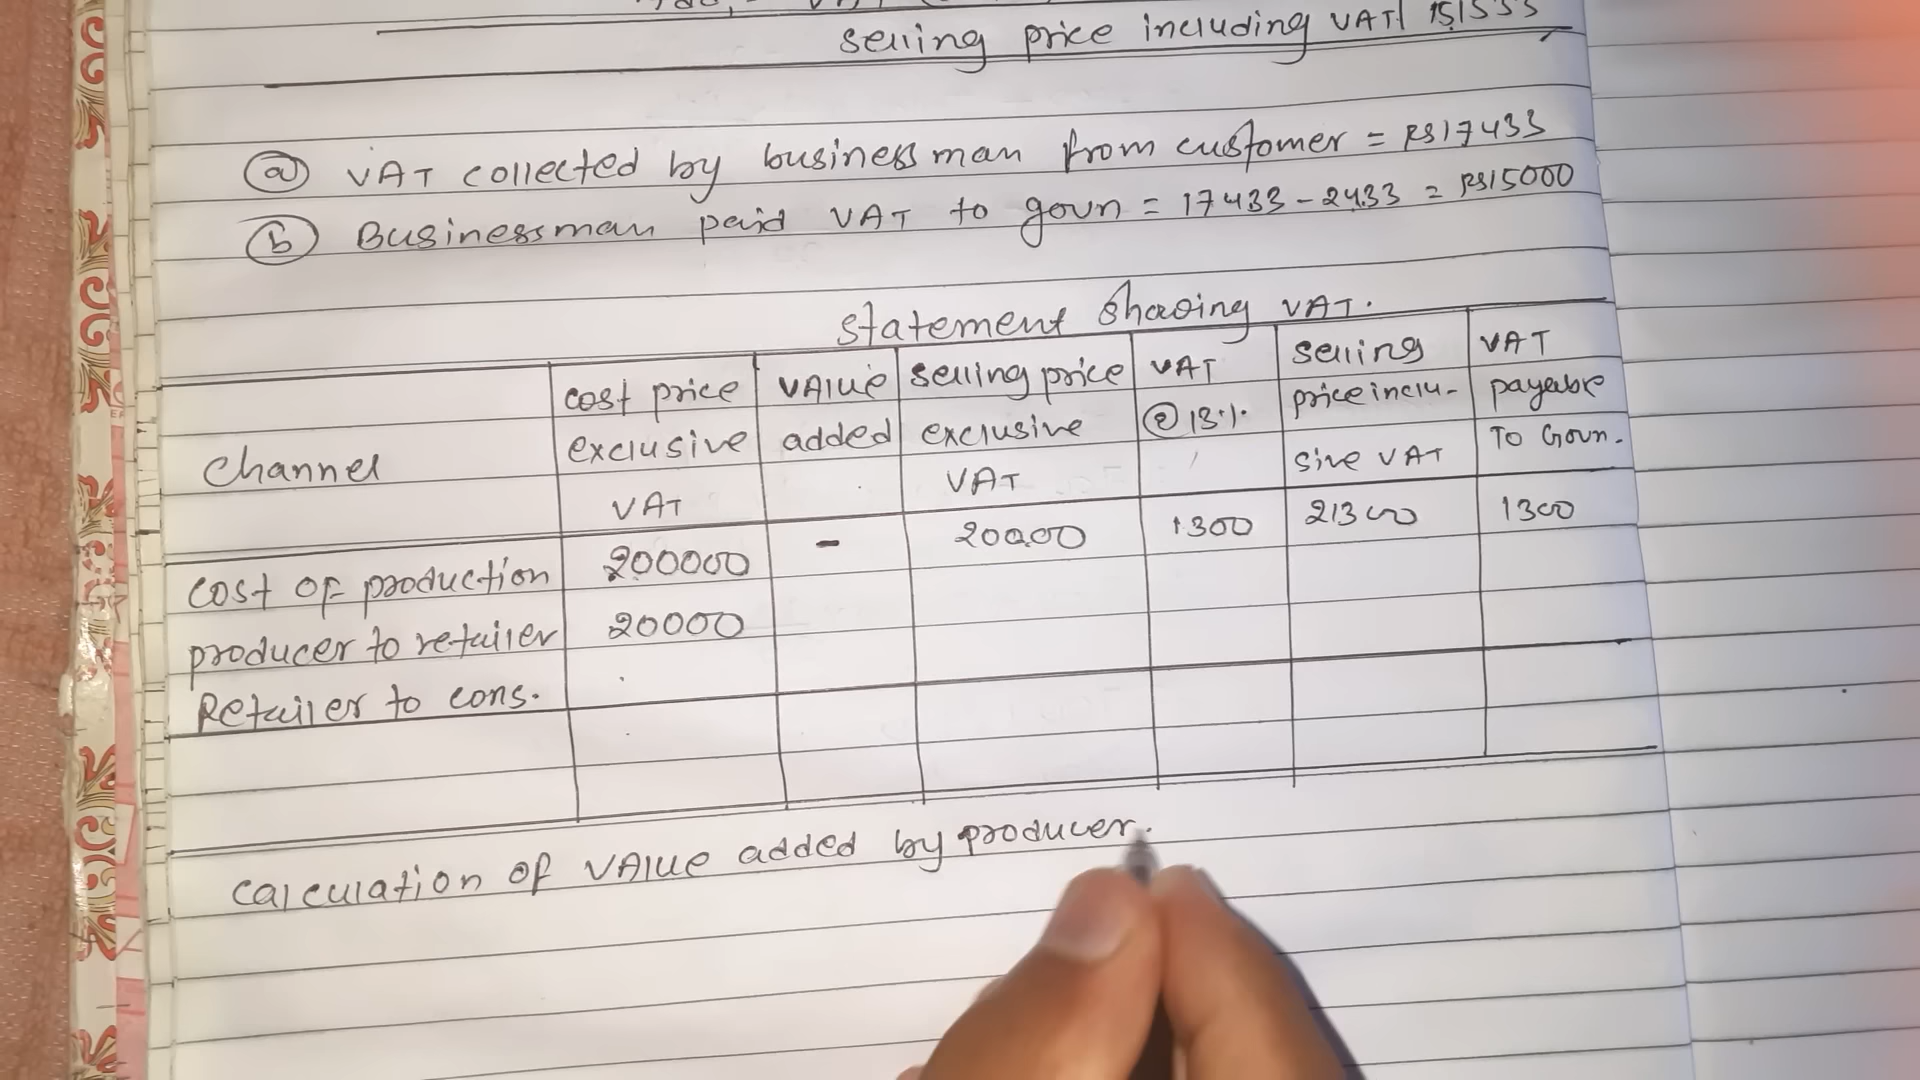 selling price including VAT 151533
(a) VAT collected by businessman from customer = RS17433
(b) Businessman paid VAT to govn = 17433 - 2433 = RS15000
Statement Showing VAT.
Channel | cost price exclusive VAT | VAlue added | selling price exclusive VAT | VAT @ 13% | selling price inclusive VAT | VAT payable To Govn.
cost of production 200000 - 20000 1300 21300 1300
producer to retailer 20000
Retailer to cons.
calculation of VAlue added by producer.